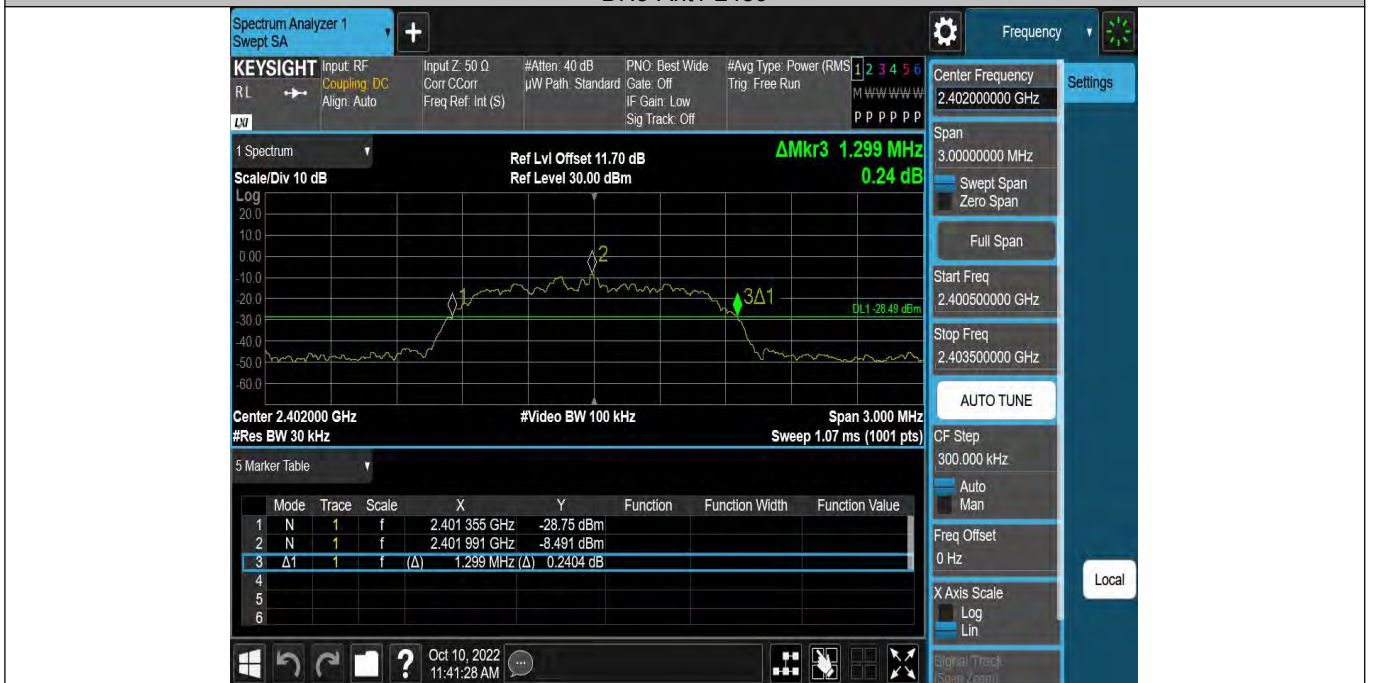 Spectrum Analyzer 1
Swept SA
Frequency
KEYSIGHT Input: RF Input Z: 50 Ω #Atten: 40 dB PNO: Best Wide #Avg Type: Power (RMS 1 2 3 4 5 6
RL Coupling: DC Corr CCorr µW Path: Standard Gate: Off Trig: Free Run M W W W W W
Align: Auto Freq Ref: Int (S) IF Gain: Low
LXI Sig Track: Off P P P P P P
Center Frequency
2.402000000 GHz
Settings
1 Spectrum
Ref Lvl Offset 11.70 dB
ΔMkr3 1.299 MHz
Scale/Div 10 dB
Ref Level 30.00 dBm
0.24 dB
Log
20.0
10.0
0.00
-10.0
-20.0
-30.0
-40.0
-50.0
-60.0
1
2
3Δ1
DL1 -28.49 dBm
Center 2.402000 GHz #Video BW 100 kHz Span 3.000 MHz
#Res BW 30 kHz Sweep 1.07 ms (1001 pts)
Span
3.00000000 MHz
Swept Span
Zero Span
Full Span
Start Freq
2.400500000 GHz
Stop Freq
2.403500000 GHz
AUTO TUNE
CF Step
300.000 kHz
Auto
Man
Freq Offset
0 Hz
X Axis Scale
Log
Lin
Signal Track
(Span Zoom)
Local
5 Marker Table
Mode Trace Scale X Y Function Function Width Function Value
1 N 1 f 2.401 355 GHz -28.75 dBm
2 N 1 f 2.401 991 GHz -8.491 dBm
3 Δ1 1 f (Δ) 1.299 MHz (Δ) 0.2404 dB
4
5
6
Oct 10, 2022
11:41:28 AM